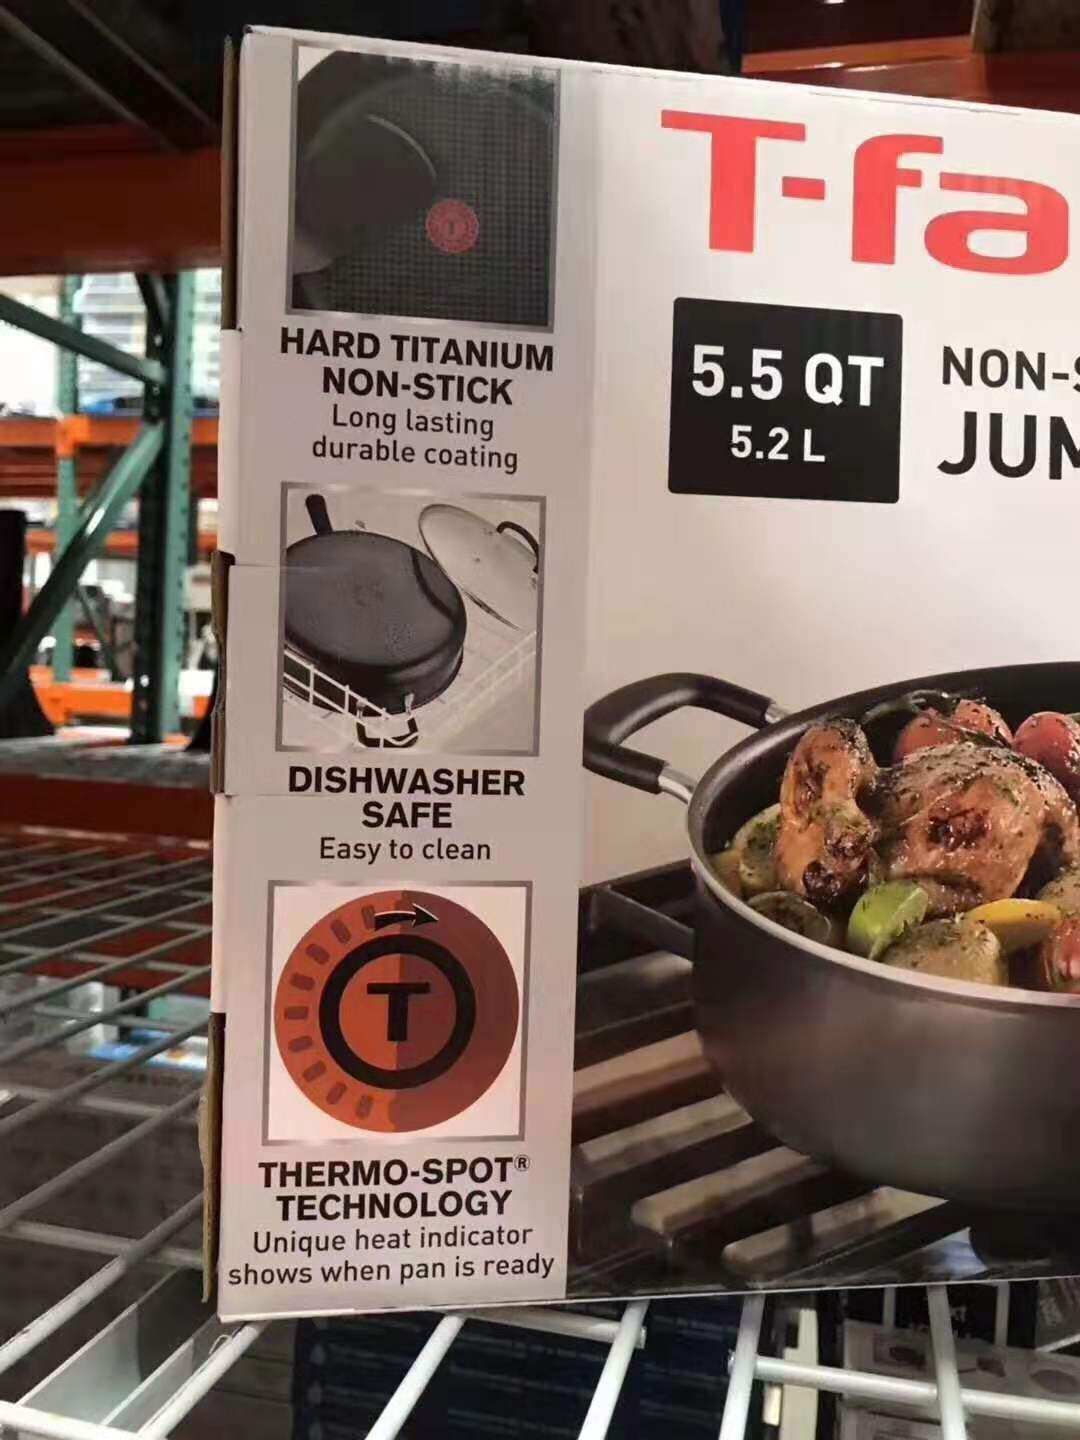 T-fa
5.5 QT
5.2 L
NON-S
JUM
HARD TITANIUM
NON-STICK
Long lasting
durable coating
DISHWASHER
SAFE
Easy to clean
T
THERMO-SPOT®
TECHNOLOGY
Unique heat indicator
shows when pan is ready